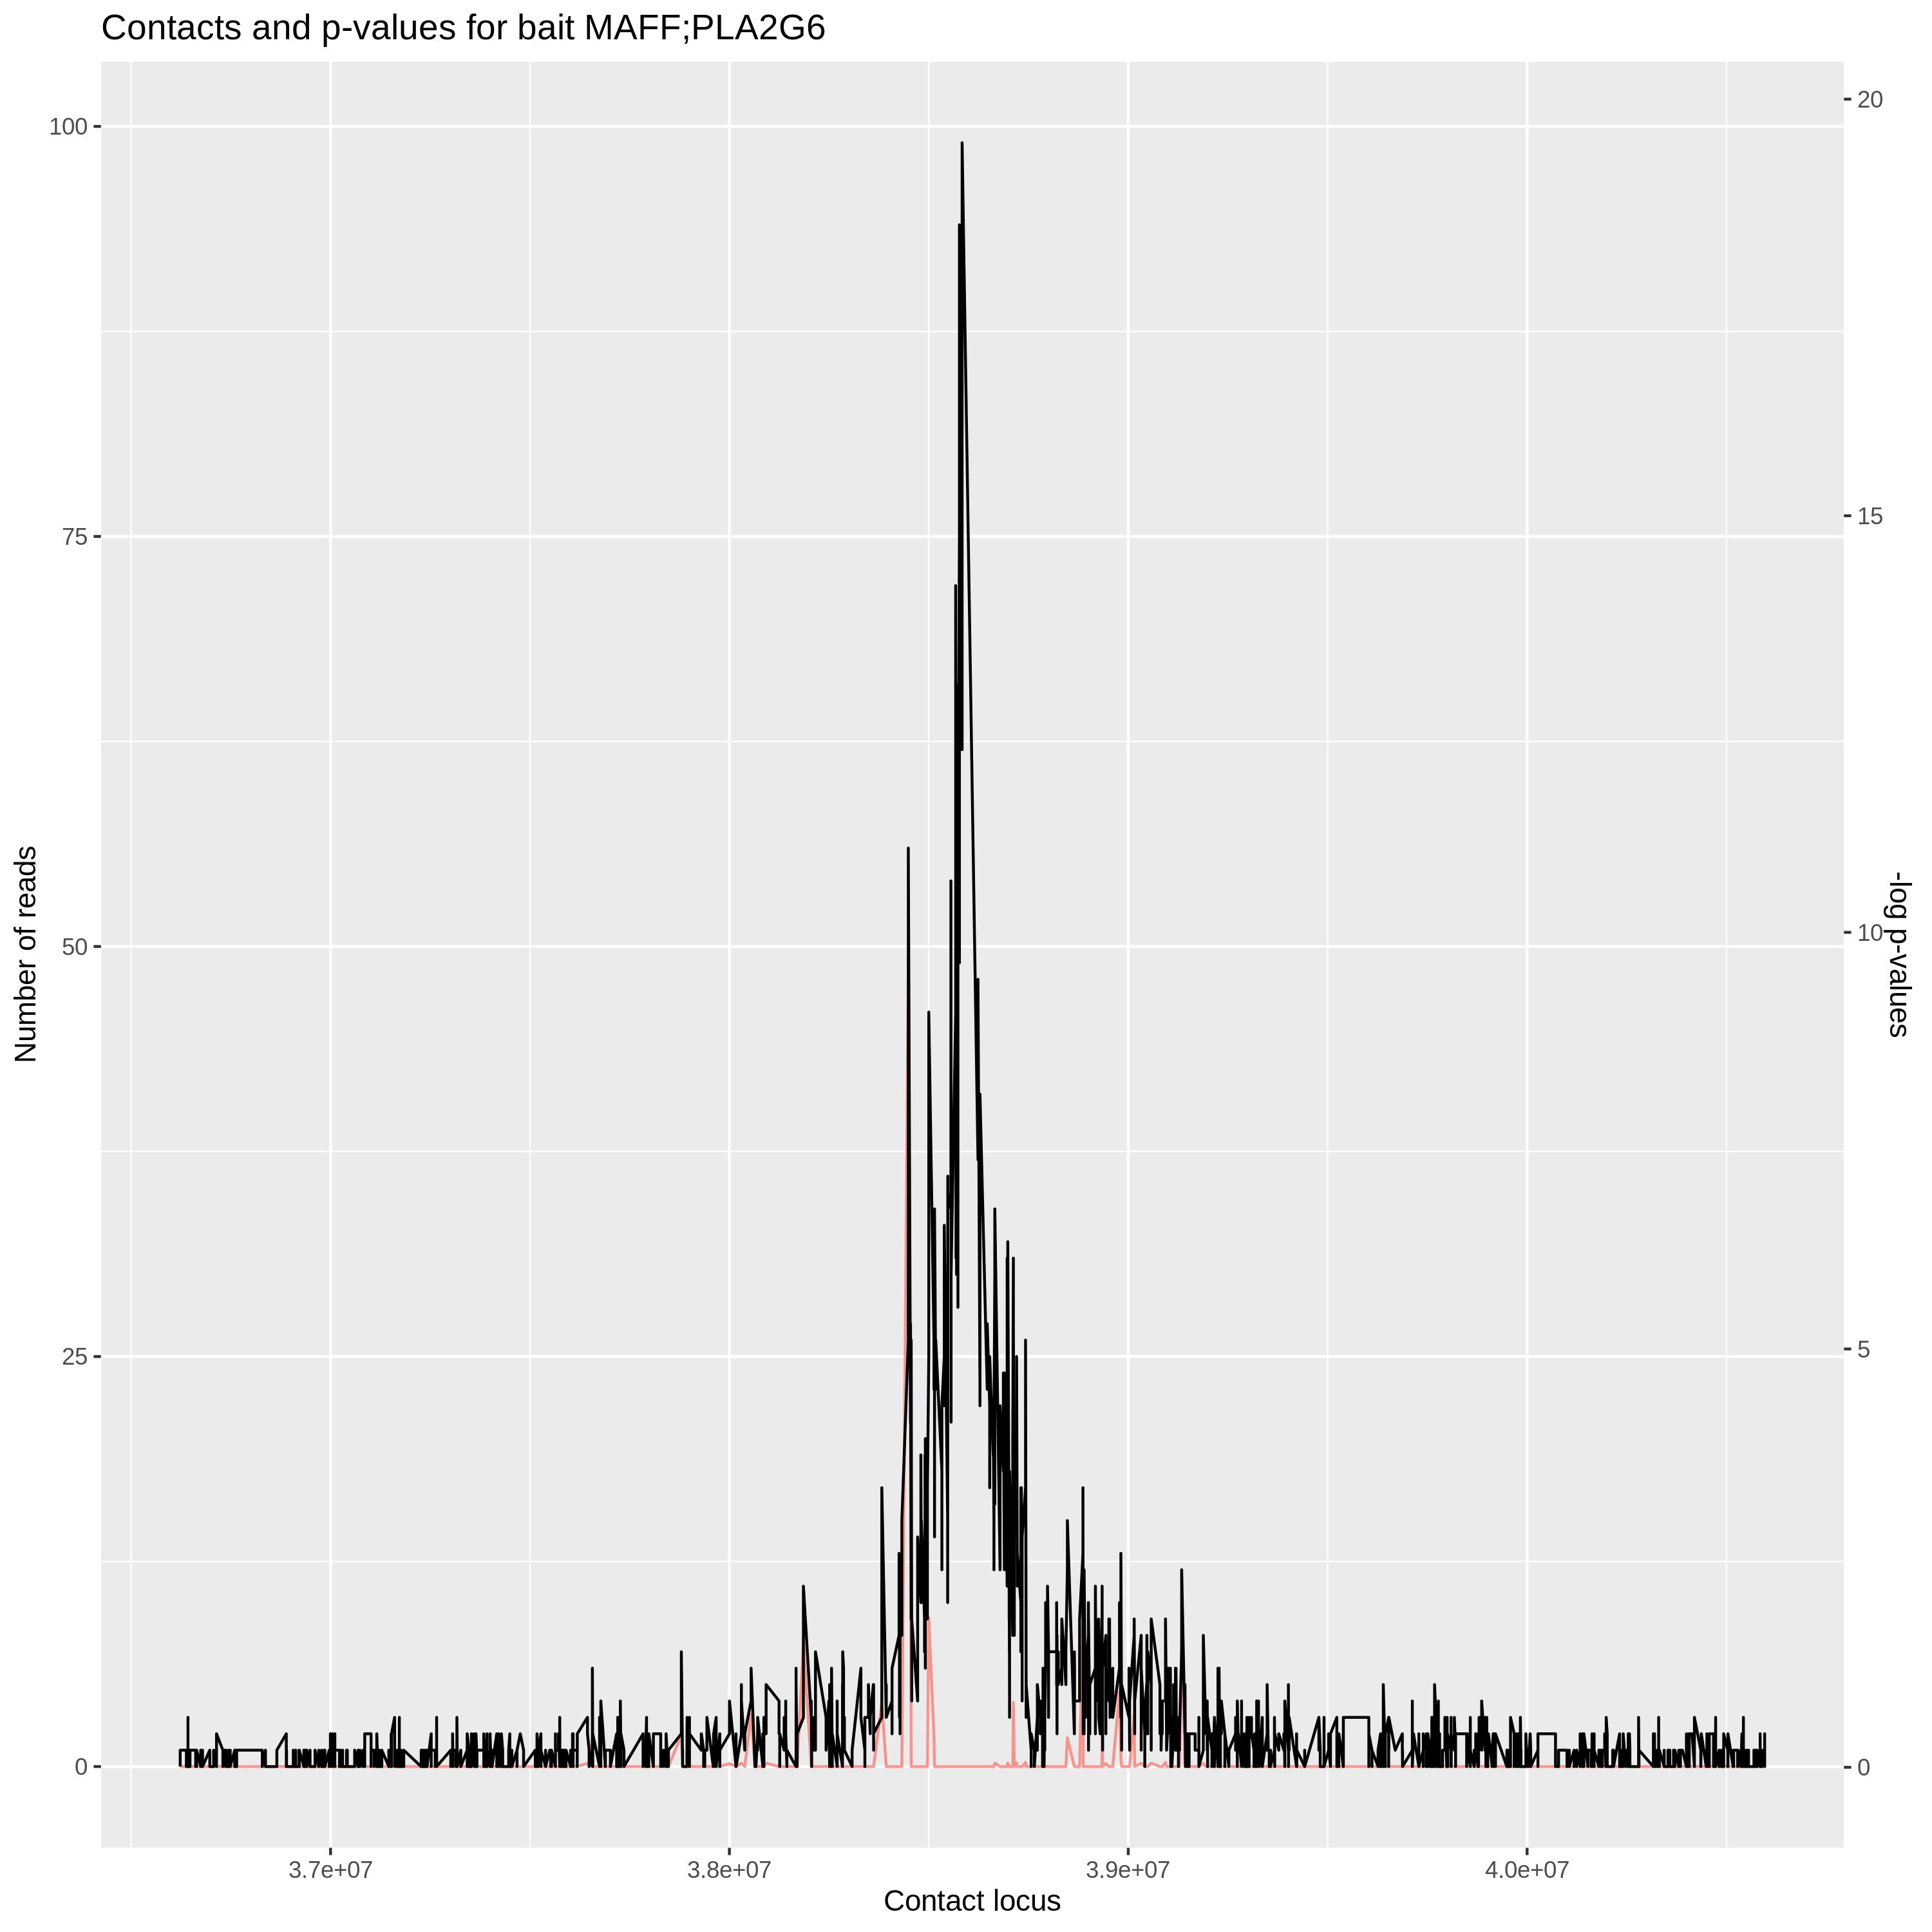 Contacts and p-values for bait MAFF;PLA2G6
100
75
50
25
0
Number of reads
20
15
10
5
0
-log p-values
3.7e+07
3.8e+07
3.9e+07
4.0e+07
Contact locus